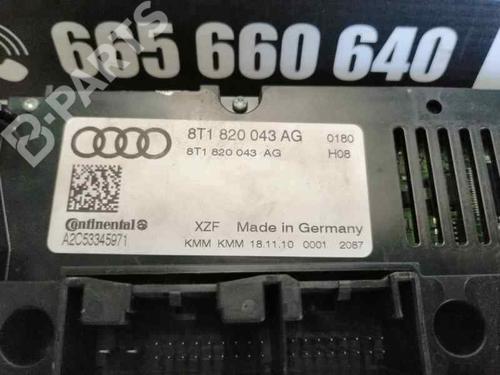 665 660 640
B-PARTS
8T1 820 043 AG 0180
8T1 820 043 AG H08
Continental
A2C53345971
XZF Made in Germany
KMM KMM 18.11.10 0001 2087